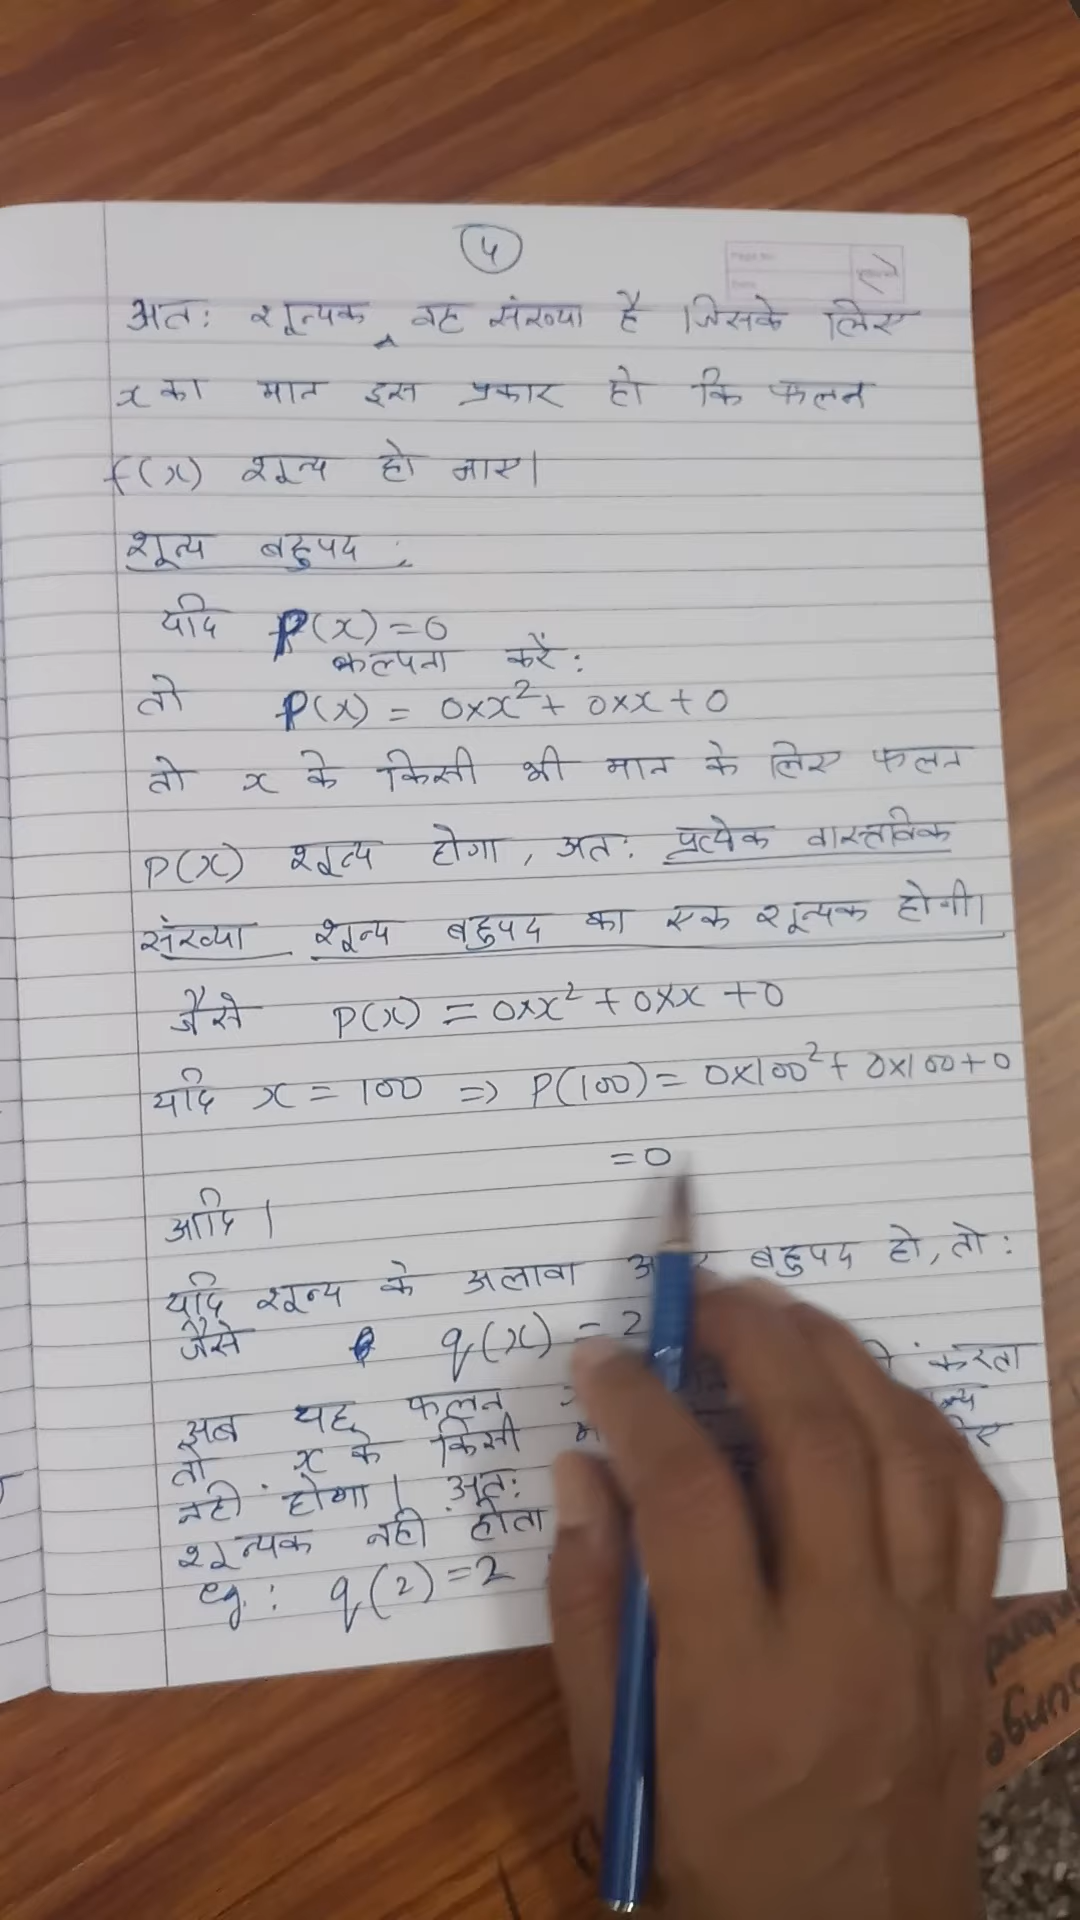 4
अतः शून्यक वह संख्या है जिसके लिए
x का मान इस प्रकार हो कि फलन
f(x) शून्य हो जाए।
शून्य बहुपद :
यदि P(x) = 0
कल्पना करें :
तो P(x) = 0×x² + 0×x + 0
तो x के किसी भी मान के लिए फलन
P(x) शून्य होगा, अतः प्रत्येक वास्तविक
संख्या शून्य बहुपद का एक शून्यक होगी।
जैसे P(x) = 0×x² + 0×x + 0
यदि x = 100 => P(100) = 0×100² + 0×100 + 0
= 0
आदि।
यदि शून्य के अलावा बहुपद हो, तो :
जैसे q(x) = 2
अब यह फलन करता
तो x के किसी
नही होगा। अतः
शून्यक नही होता
eg. : q(2) = 2